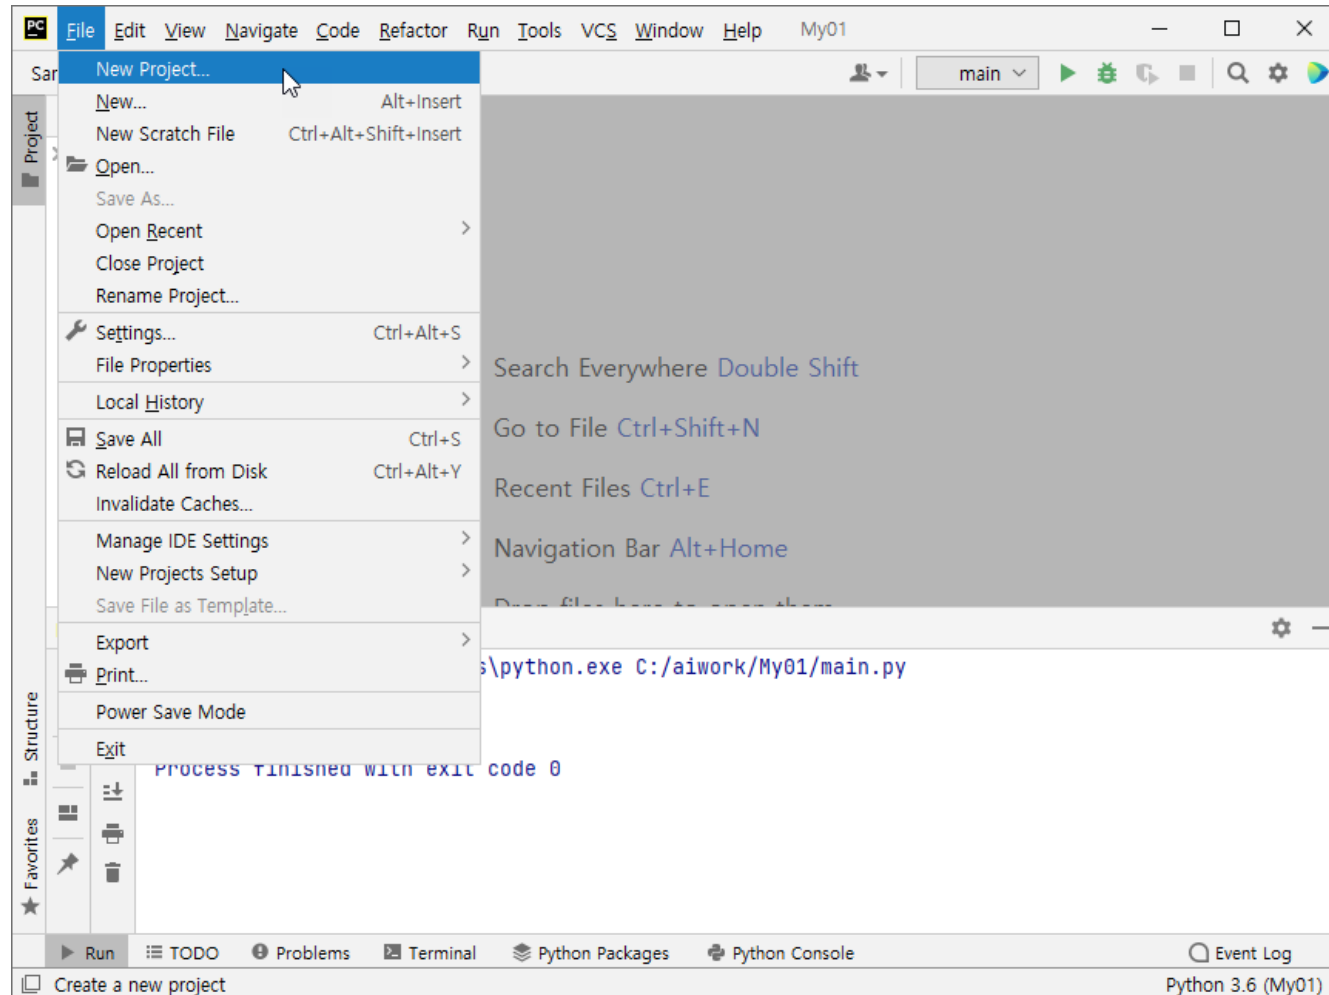 PC File Edit View Navigate Code Refactor Run Tools VCS Window Help My01
Sar
main
New Project...
New... Alt+Insert
New Scratch File Ctrl+Alt+Shift+Insert
Open...
Save As...
Open Recent
Close Project
Rename Project...
Settings... Ctrl+Alt+S
File Properties
Local History
Save All Ctrl+S
Reload All from Disk Ctrl+Alt+Y
Invalidate Caches...
Manage IDE Settings
New Projects Setup
Save File as Template...
Export
Print...
Power Save Mode
Exit
Project
Structure
Favorites
Search Everywhere Double Shift
Go to File Ctrl+Shift+N
Recent Files Ctrl+E
Navigation Bar Alt+Home
Drop files here to open them
s\python.exe C:/aiwork/My01/main.py
Process finished with exit code 0
Run TODO Problems Terminal Python Packages Python Console Event Log
Create a new project Python 3.6 (My01)